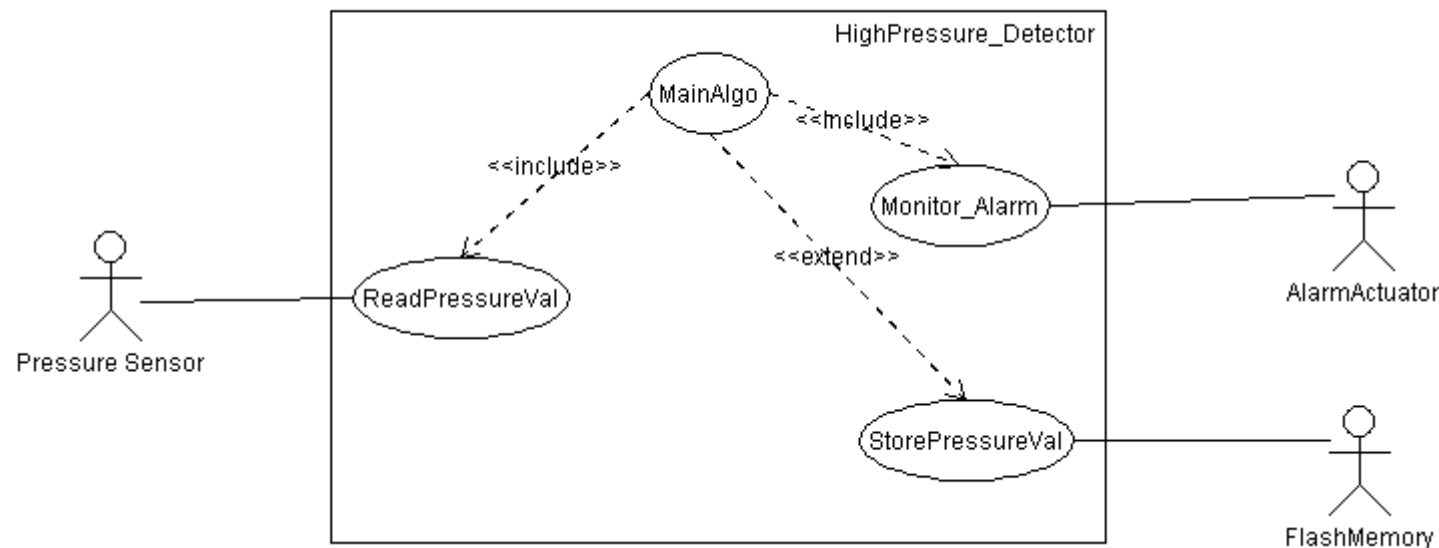 HighPressure_Detector
MainAlgo
<<include>>
<<include>>
Monitor_Alarm
<<extend>>
ReadPressureVal
AlarmActuator
Pressure Sensor
StorePressureVal
FlashMemory